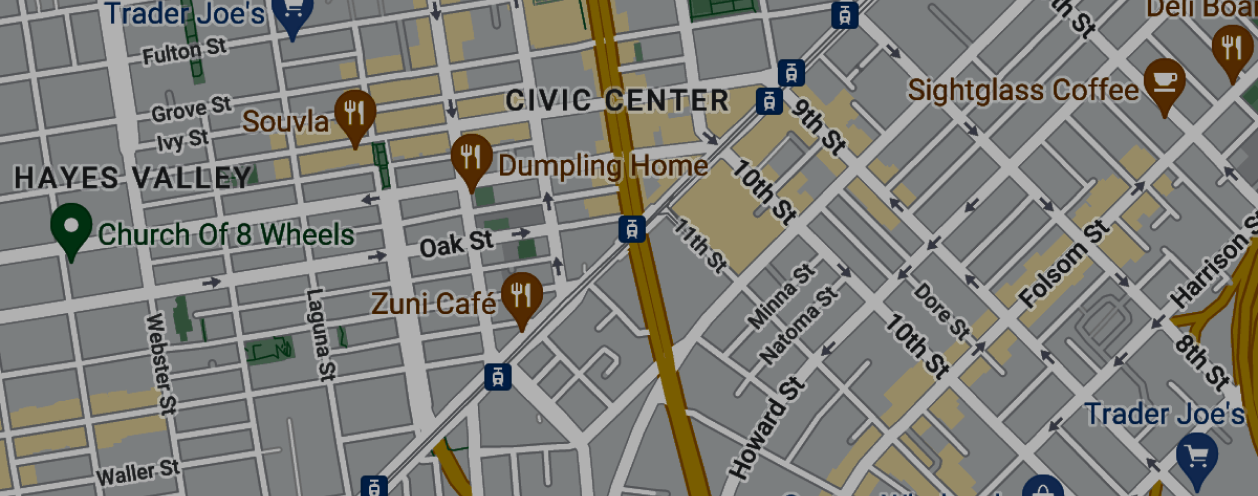 Trader Joe's
Deli Boar
th St
Fulton St
Sightglass Coffee
CIVIC CENTER
Grove St
Souvla
Ivy St
9th St
Dumpling Home
HAYES VALLEY
10th St
Church Of 8 Wheels
Oak St
11th St
Folsom St
Harrison S
Zuni Café
Minna St
Natoma St
Dore St
Laguna St
Webster St
10th St
8th St
Howard St
Trader Joe's
Waller St